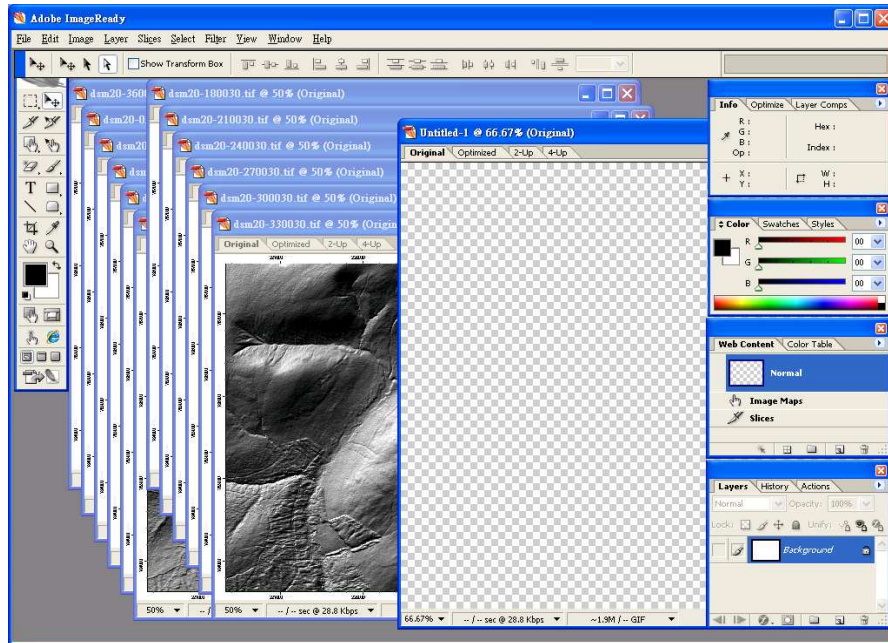 Adobe ImageReady
File Edit Image Layer Slices Select Filter View Window Help
Show Transform Box
dsm20-360
dsm20-180030.tif @ 50% (Original)
dsm20-0
dsm20-210030.tif @ 50% (Original)
dsm20-240030.tif @ 50% (Original)
dsm20-270030.tif @ 50% (Original)
dsm20-300030.tif @ 50% (Origin
dsm20-330030.tif @ 50% (Origi
Original Optimized 2-Up 4-Up
50% -- / -- sec @ 28.8 Kbps
50% -- /
Untitled-1 @ 66.67% (Original)
Original Optimized 2-Up 4-Up
66.67% -- / -- sec @ 28.8 Kbps ~1.9M / -- GIF
Info Optimize Layer Comps
R : Hex :
G :
B : Index :
Op :
X : W :
Y : H :
Color Swatches Styles
R 00
G 00
B 00
Web Content Color Table
Normal
Image Maps
Slices
Layers History Actions
Normal Opacity: 100%
Lock: Unify:
Background